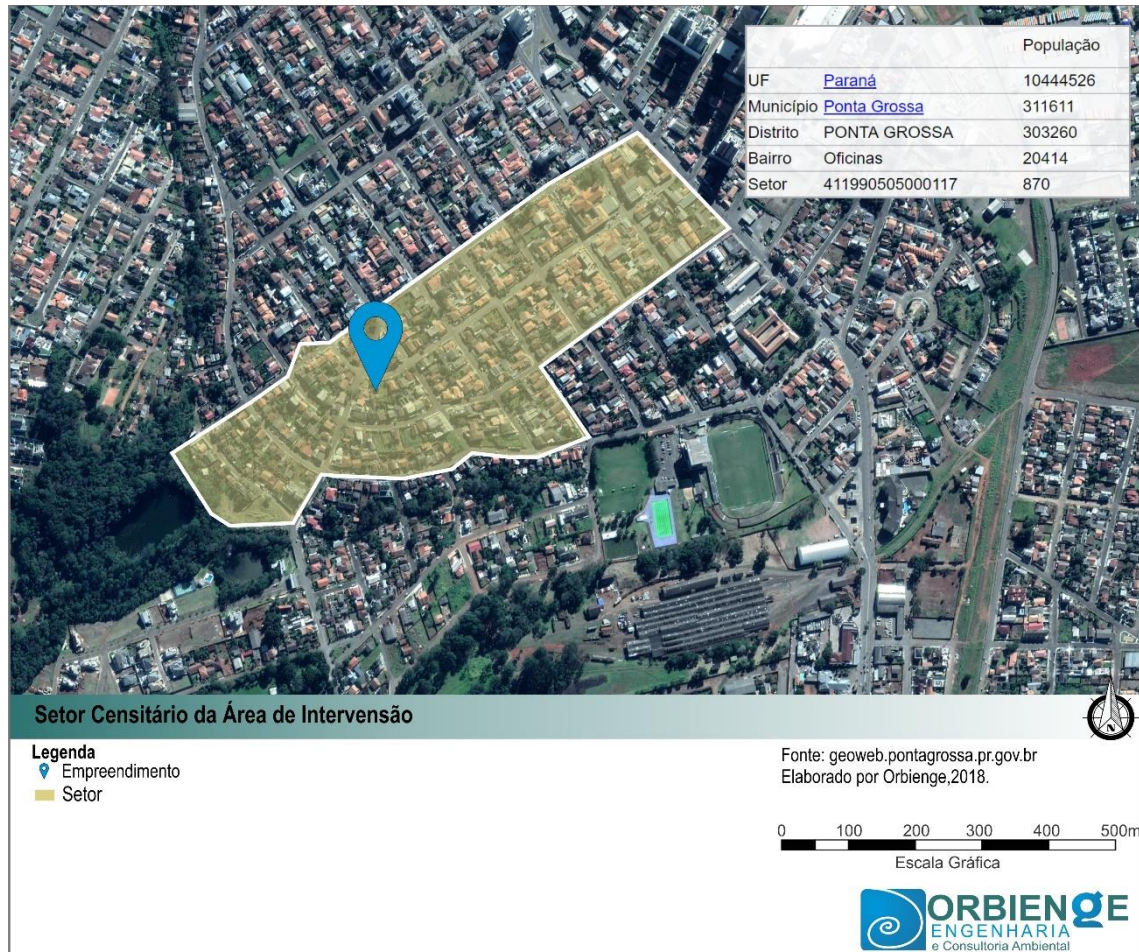 População
UF Paraná 10444526
Município Ponta Grossa 311611
Distrito PONTA GROSSA 303260
Bairro Oficinas 20414
Setor 411990505000117 870
Setor Censitário da Área de Intervensão
N
Legenda
Empreendimento
Setor
Fonte: geoweb.pontagrossa.pr.gov.br
Elaborado por Orbienge,2018.
0 100 200 300 400 500m
Escala Gráfica
ORBIENGE
ENGENHARIA
e Consultoria Ambiental